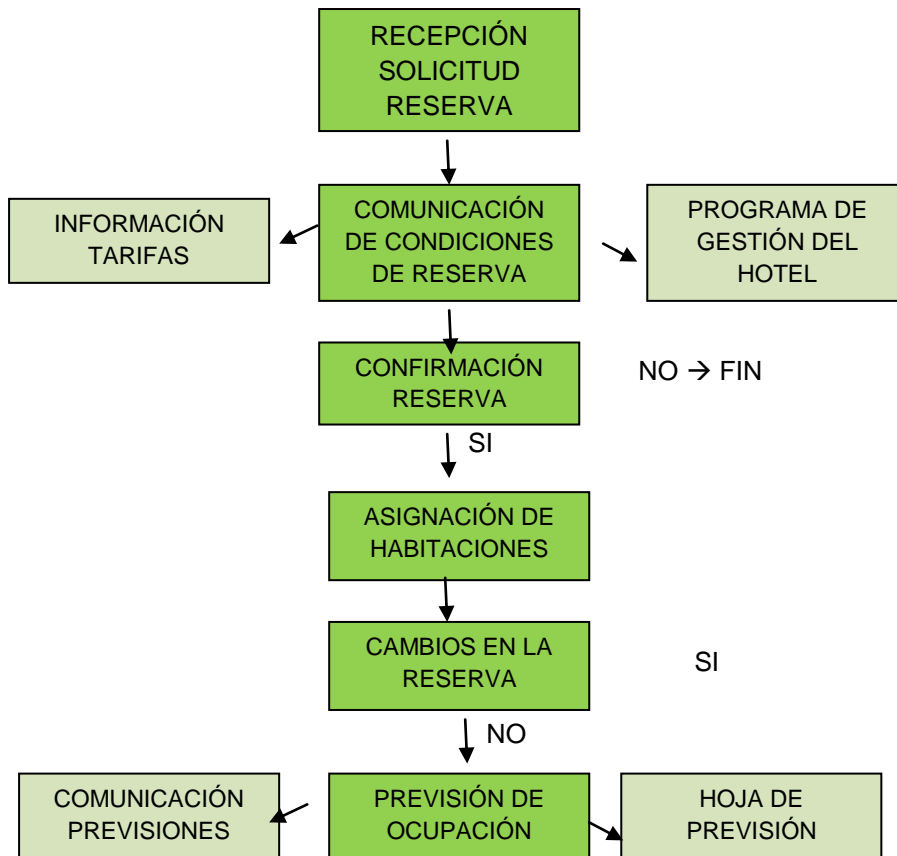 RECEPCIÓN
SOLICITUD
RESERVA
INFORMACIÓN
TARIFAS
COMUNICACIÓN
DE CONDICIONES
DE RESERVA
PROGRAMA DE
GESTIÓN DEL
HOTEL
CONFIRMACIÓN
RESERVA
NO → FIN
SI
ASIGNACIÓN DE
HABITACIONES
CAMBIOS EN LA
RESERVA
SI
NO
COMUNICACIÓN
PREVISIONES
PREVISIÓN DE
OCUPACIÓN
HOJA DE
PREVISIÓN